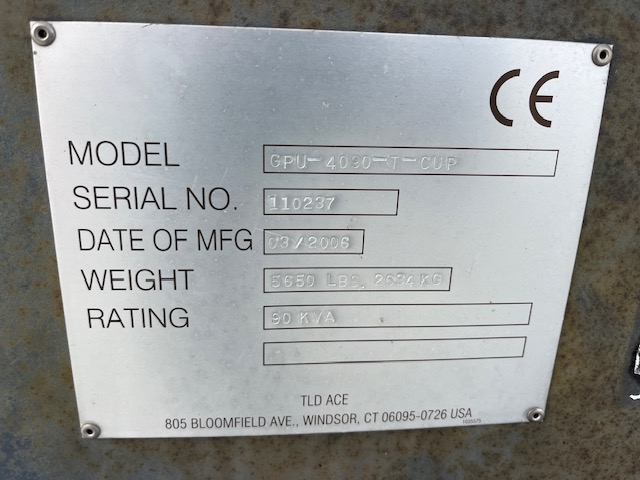 CE
MODEL GPU-4090-T-CUP
SERIAL NO. 110237
DATE OF MFG 03/2006
WEIGHT 5650 LBS.
RATING 90 KVA
TLD ACE
805 BLOOMFIELD AVE., WINDSOR, CT 06095-0726 USA